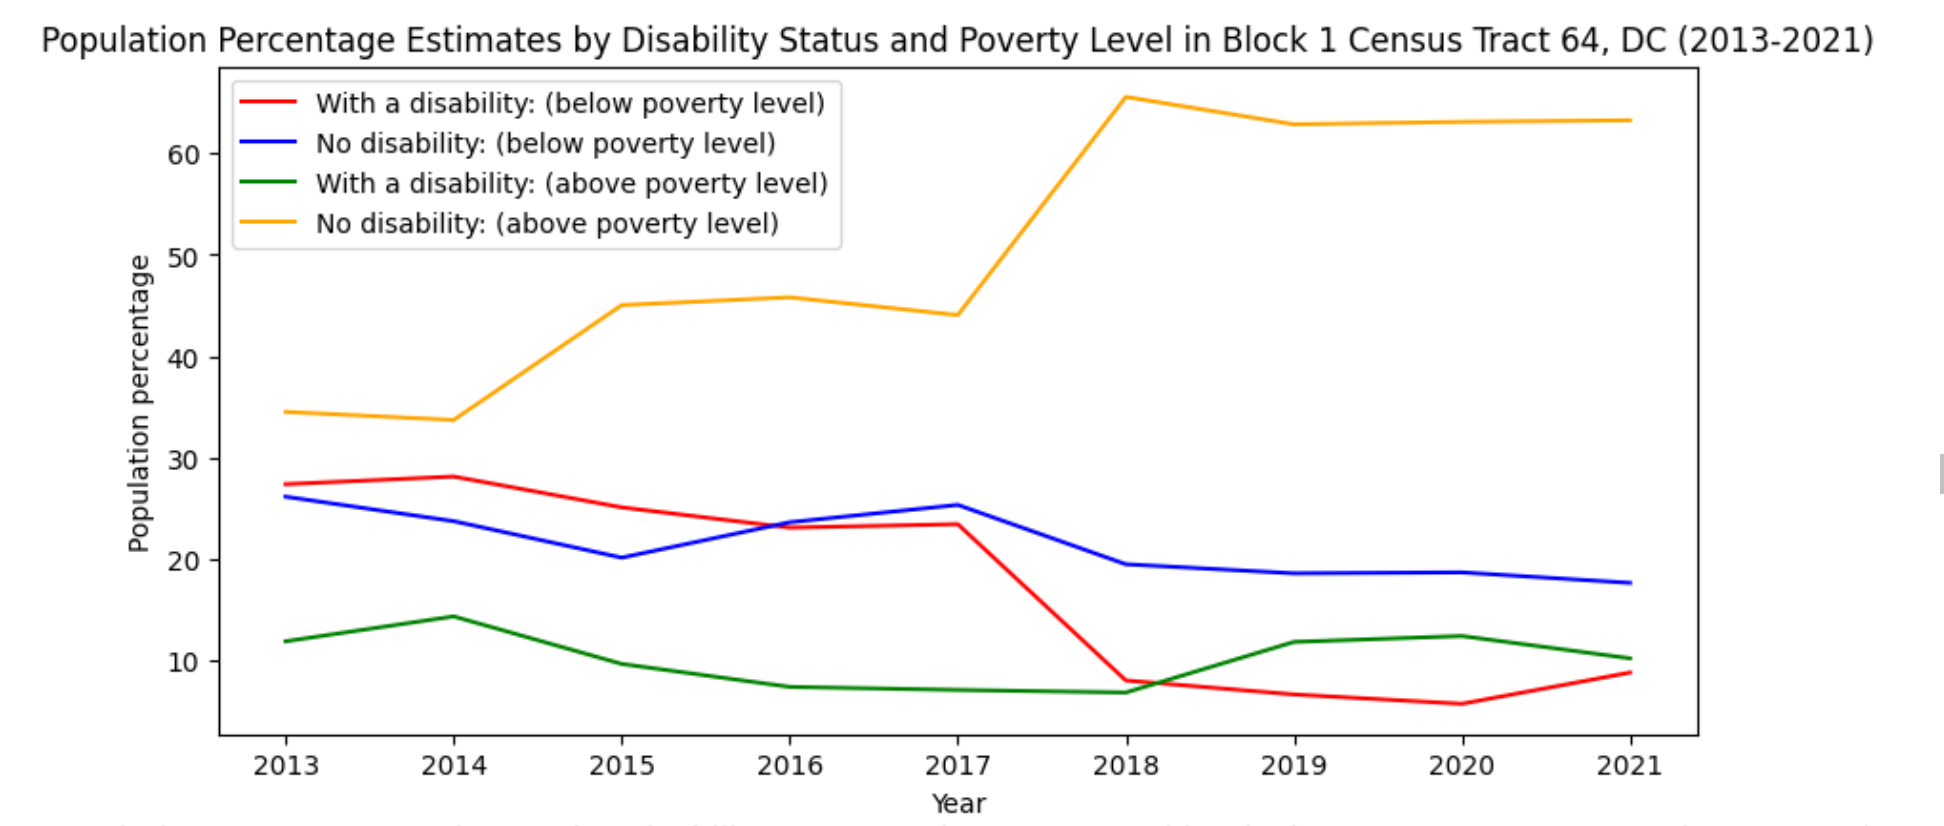 Population Percentage Estimates by Disability Status and Poverty Level in Block 1 Census Tract 64, DC (2013-2021)
With a disability: (below poverty level)
No disability: (below poverty level)
With a disability: (above poverty level)
No disability: (above poverty level)
Population percentage
60
50
40
30
20
10
2013 2014 2015 2016 2017 2018 2019 2020 2021
Year